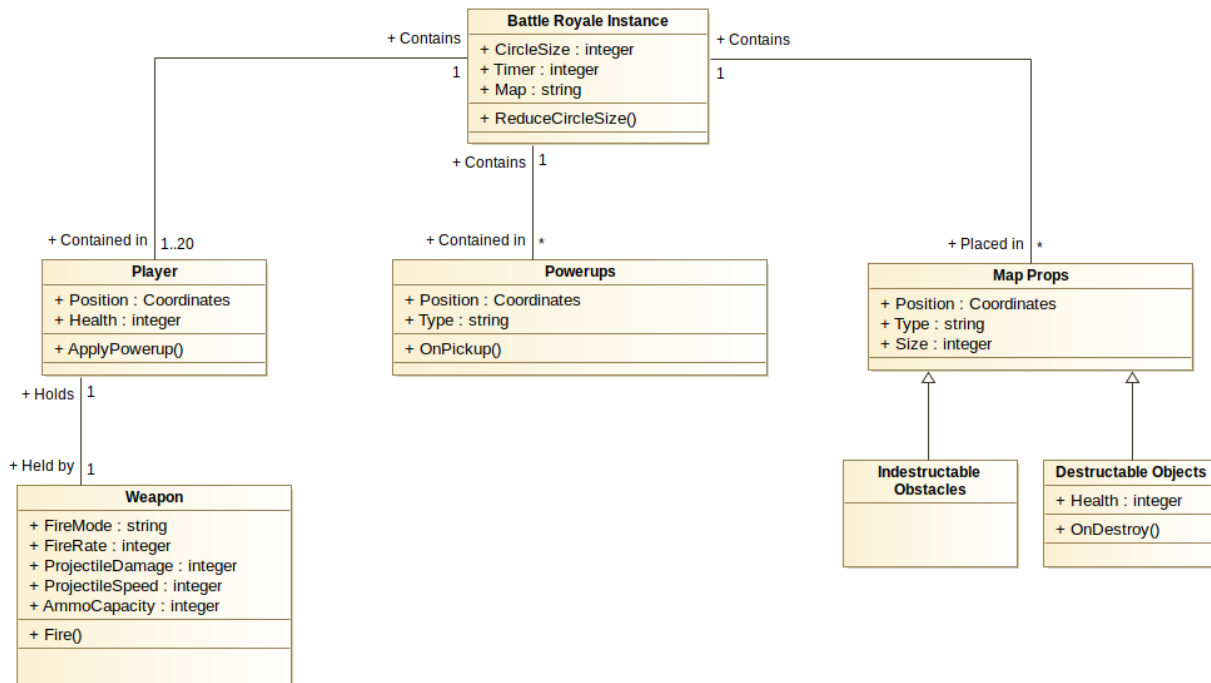 Battle Royale Instance
+ Contains
+ CircleSize : integer
+ Contains
1
+ Timer : integer
1
+ Map : string
+ ReduceCircleSize()
+ Contains
1
+ Contained in
1..20
+ Contained in
*
+ Placed in
*
Player
+ Position : Coordinates
+ Health : integer
+ ApplyPowerup()
Powerups
+ Position : Coordinates
+ Type : string
+ OnPickup()
Map Props
+ Position : Coordinates
+ Type : string
+ Size : integer
+ Holds
1
+ Held by
1
Weapon
+ FireMode : string
+ FireRate : integer
+ ProjectileDamage : integer
+ ProjectileSpeed : integer
+ AmmoCapacity : integer
+ Fire()
Indestructable
Obstacles
Destructable Objects
+ Health : integer
+ OnDestroy()